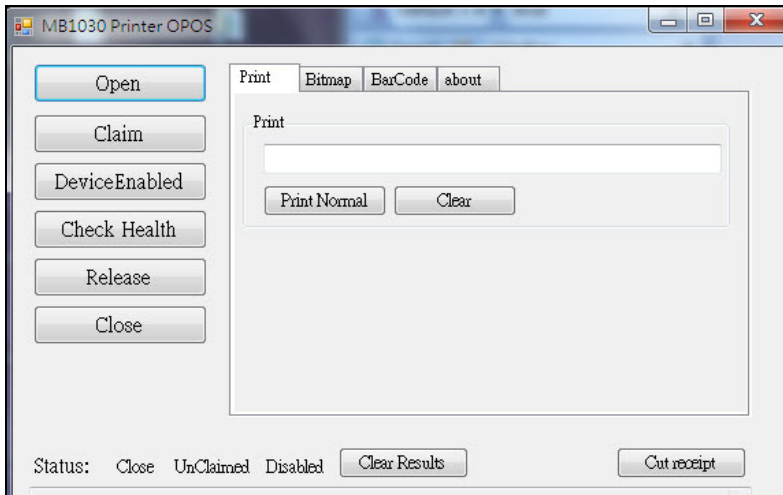 MB1030 Printer OPOS
Open
Claim
DeviceEnabled
Check Health
Release
Close
Print Bitmap BarCode about
Print
Print Normal Clear
Status: Close UnClaimed Disabled Clear Results Cut receipt